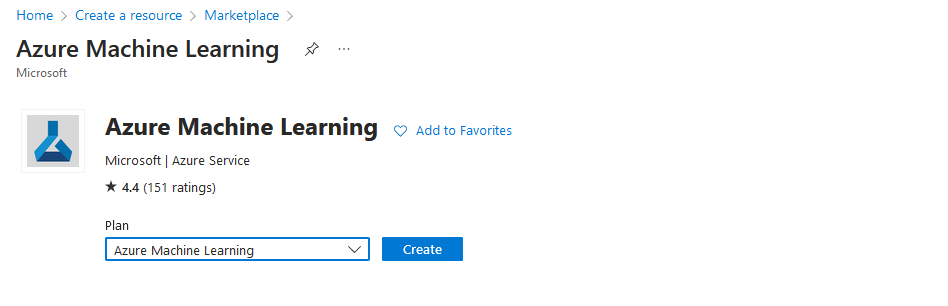 Home > Create a resource > Marketplace >
Azure Machine Learning ...
Microsoft
Azure Machine Learning Add to Favorites
Microsoft | Azure Service
★ 4.4 (151 ratings)
Plan
Azure Machine Learning Create